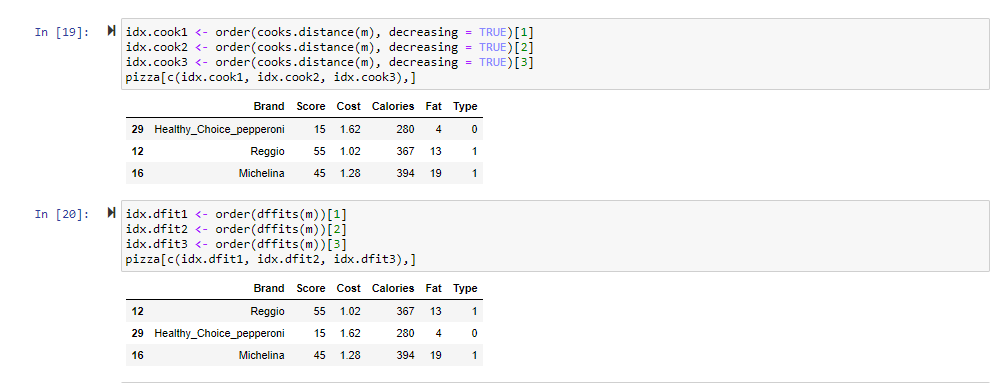 In [19]:
idx.cook1 <- order(cooks.distance(m), decreasing = TRUE)[1]
idx.cook2 <- order(cooks.distance(m), decreasing = TRUE)[2]
idx.cook3 <- order(cooks.distance(m), decreasing = TRUE)[3]
pizza[c(idx.cook1, idx.cook2, idx.cook3),]
Brand Score Cost Calories Fat Type
29 Healthy_Choice_pepperoni 15 1.62 280 4 0
12 Reggio 55 1.02 367 13 1
16 Michelina 45 1.28 394 19 1
In [20]:
idx.dfit1 <- order(dffits(m))[1]
idx.dfit2 <- order(dffits(m))[2]
idx.dfit3 <- order(dffits(m))[3]
pizza[c(idx.dfit1, idx.dfit2, idx.dfit3),]
Brand Score Cost Calories Fat Type
12 Reggio 55 1.02 367 13 1
29 Healthy_Choice_pepperoni 15 1.62 280 4 0
16 Michelina 45 1.28 394 19 1